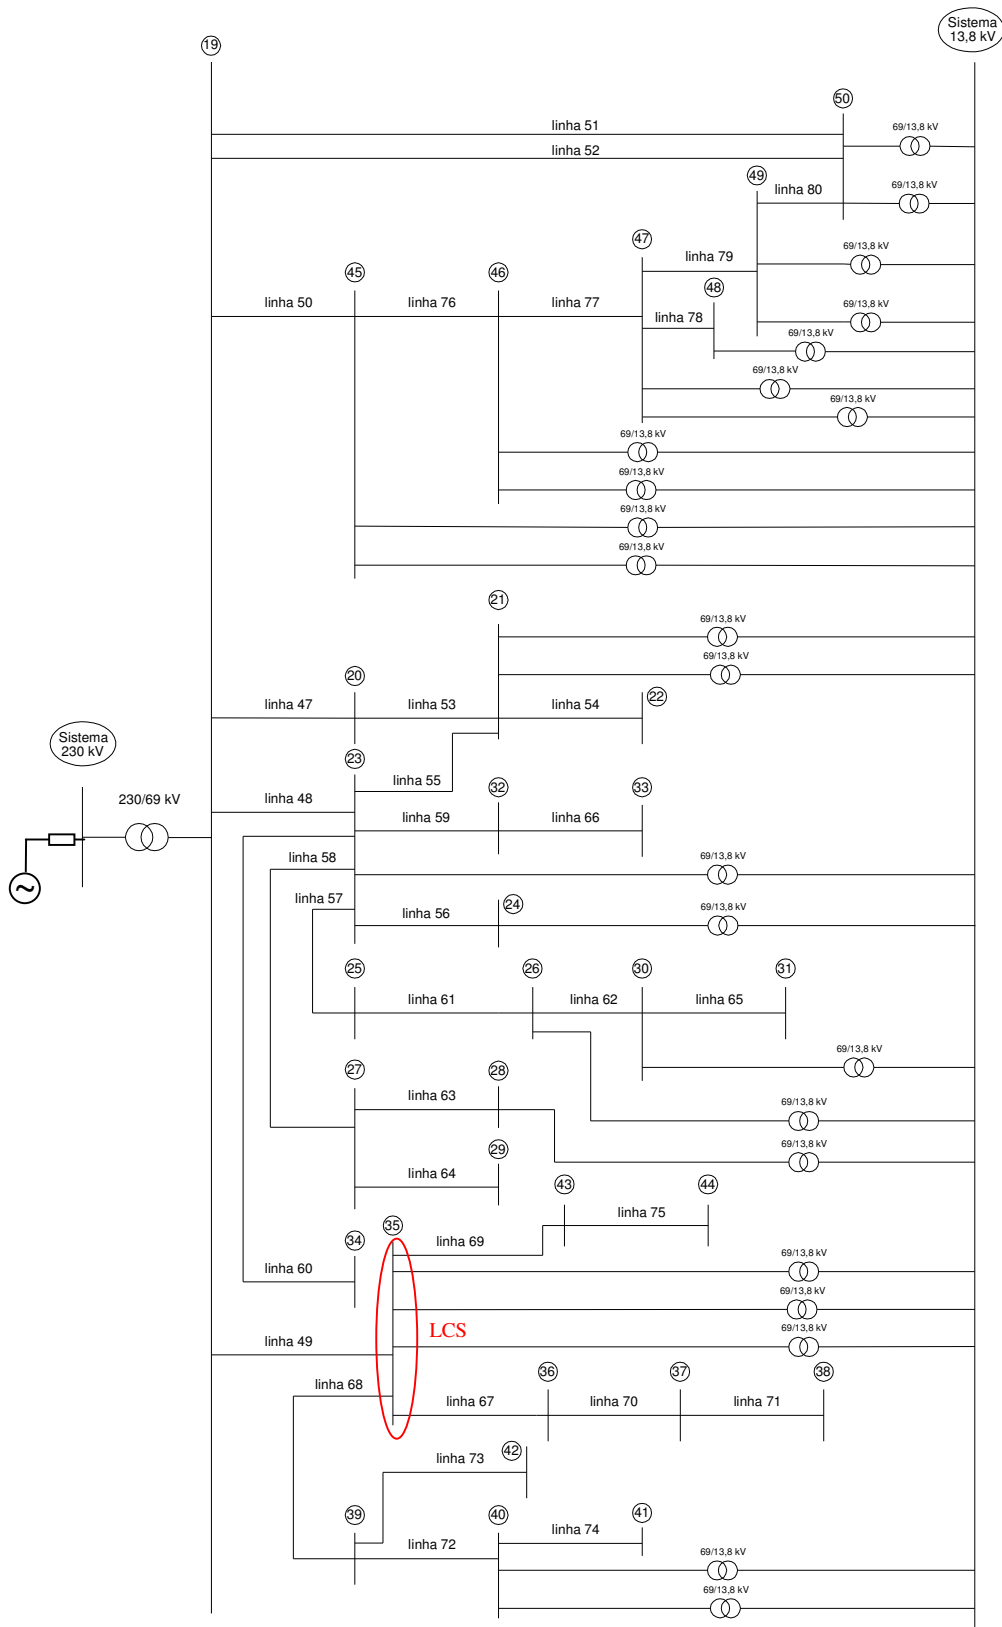 Sistema
13,8 kV
19
50
linha 51
69/13,8 kV
linha 52
49
linha 80
69/13,8 kV
47
69/13,8 kV
linha 79
45
46
48
linha 50
linha 76
linha 77
69/13,8 kV
linha 78
69/13,8 kV
69/13,8 kV
69/13,8 kV
69/13,8 kV
69/13,8 kV
69/13,8 kV
69/13,8 kV
21
69/13,8 kV
69/13,8 kV
20
22
linha 47
linha 53
linha 54
Sistema
230 kV
23
linha 55
32
33
230/69 kV
linha 48
linha 59
linha 66
linha 58
69/13,8 kV
linha 57
24
69/13,8 kV
linha 56
25
26
30
31
linha 61
linha 62
linha 65
69/13,8 kV
27
28
linha 63
69/13,8 kV
29
69/13,8 kV
linha 64
43
44
35
linha 75
34
linha 69
69/13,8 kV
linha 60
69/13,8 kV
LCS
69/13,8 kV
linha 49
36
37
38
linha 68
linha 67
linha 70
linha 71
42
linha 73
39
40
41
linha 72
linha 74
69/13,8 kV
69/13,8 kV